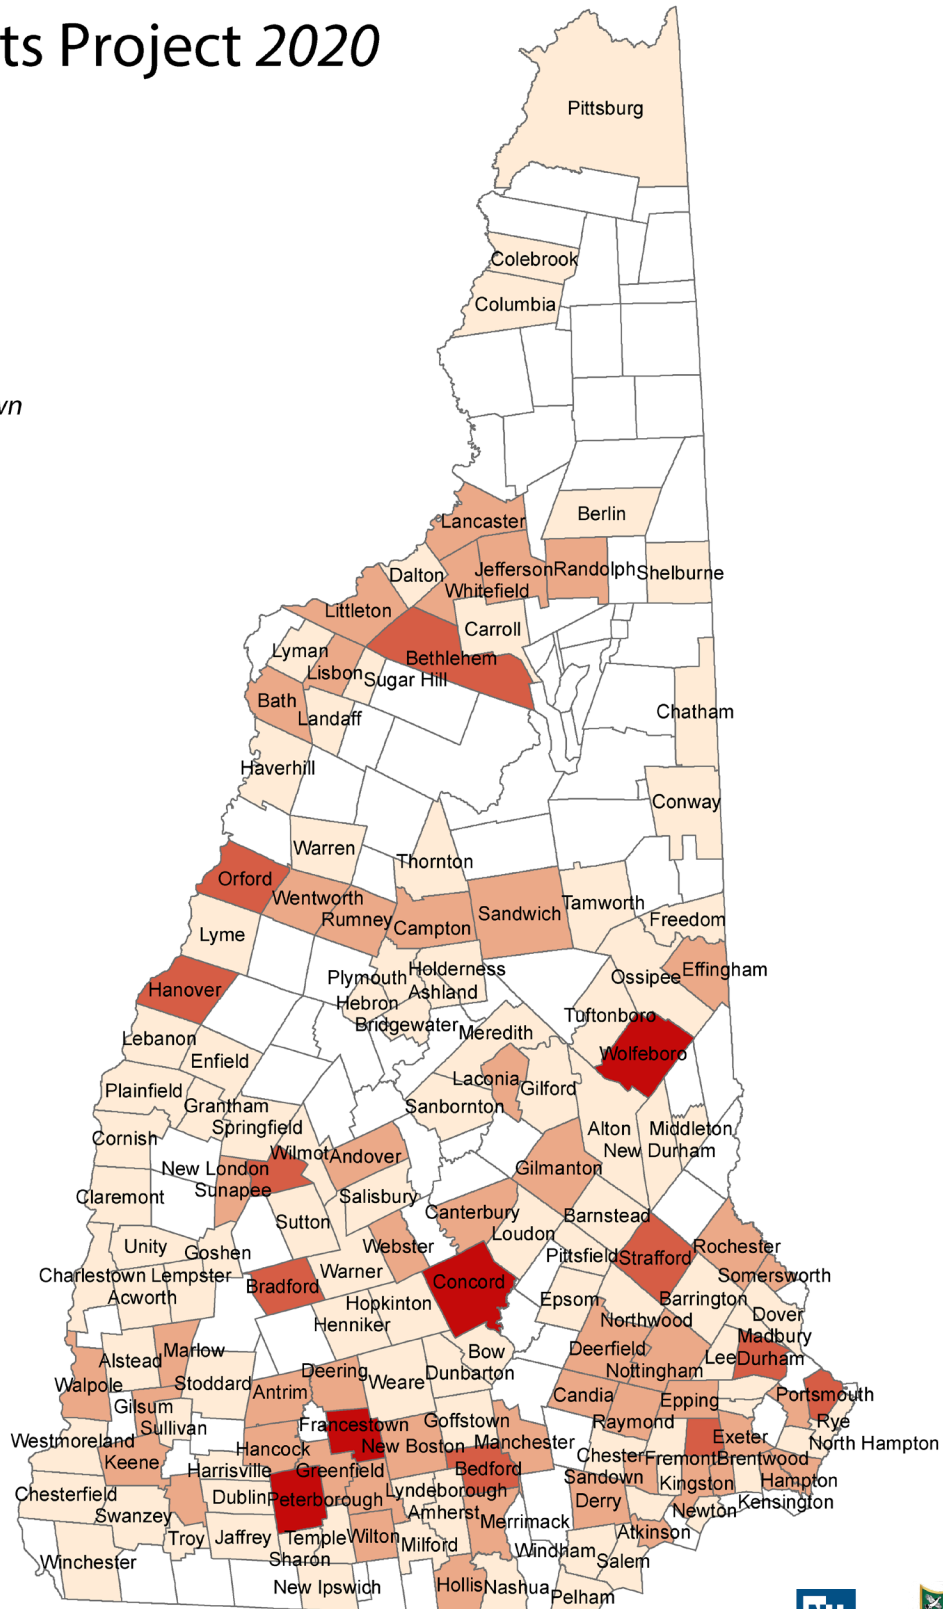 ts Project 2020
Pittsburg
Colebrook
Columbia
wn
Lancaster
Berlin
Dalton
Jefferson
Randolph
Shelburne
Whitefield
Littleton
Carroll
Lyman
Bethlehem
Lisbon
Sugar Hill
Bath
Landaff
Chatham
Haverhill
Conway
Warren
Thornton
Orford
Wentworth
Tamworth
Sandwich
Rumney
Campton
Freedom
Lyme
Plymouth
Holderness
Ossipee
Effingham
Hanover
Hebron
Ashland
Tuftonboro
Bridgewater
Meredith
Lebanon
Wolfeboro
Enfield
Laconia
Gilford
Plainfield
Grantham
Sanbornton
Springfield
Alton
Middleton
Cornish
New Durham
Wilmot
Andover
New London
Gilmanton
Sunapee
Claremont
Salisbury
Canterbury
Barnstead
Sutton
Loudon
Unity
Goshen
Webster
Pittsfield
Strafford
Rochester
Charlestown
Lempster
Warner
Somersworth
Acworth
Bradford
Concord
Hopkinton
Epsom
Barrington
Henniker
Northwood
Dover
Madbury
Marlow
Bow
Deerfield
Lee
Durham
Alstead
Deering
Dunbarton
Nottingham
Walpole
Stoddard
Antrim
Weare
Candia
Epping
Portsmouth
Gilsum
Sullivan
Francestown
Goffstown
Raymond
Rye
Westmoreland
Hancock
New Boston
Manchester
Exeter
North Hampton
Keene
Harrisville
Greenfield
Bedford
Chester
Fremont
Brentwood
Chesterfield
Dublin
Peterborough
Lyndeborough
Sandown
Kingston
Hampton
Swanzey
Amherst
Derry
Newton
Kensington
Troy
Jaffrey
Temple
Wilton
Milford
Merrimack
Atkinson
Winchester
Sharon
Windham
Salem
New Ipswich
Hollis
Nashua
Pelham